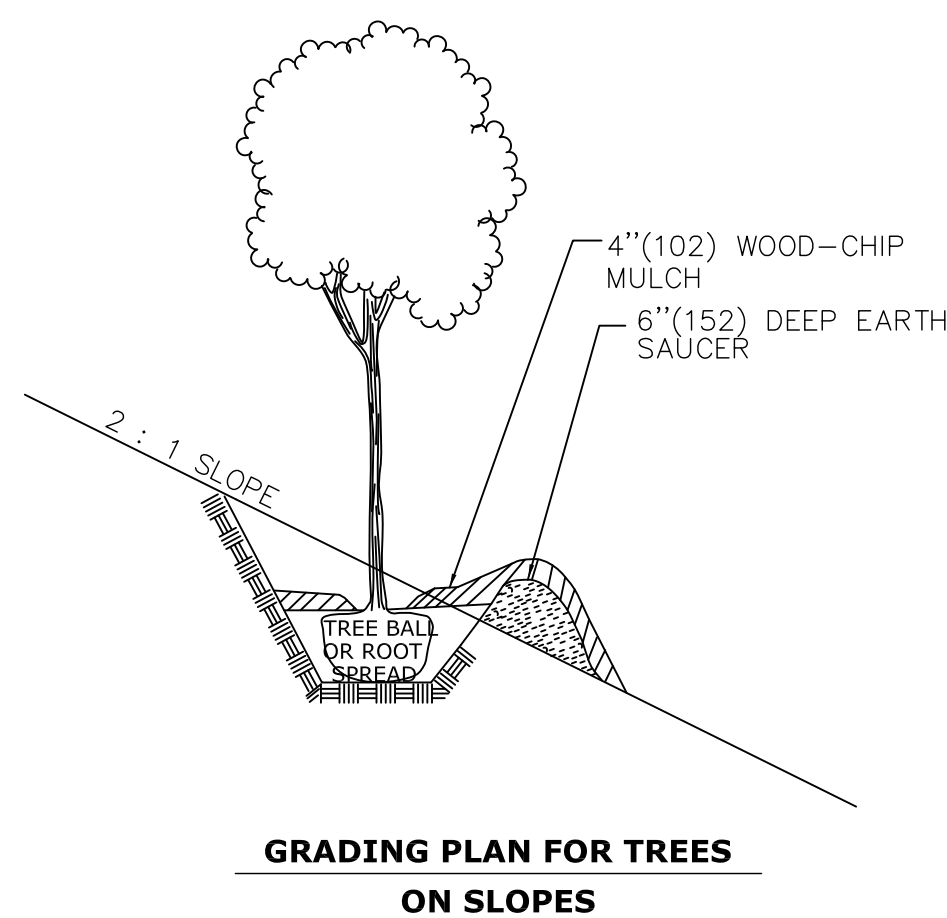 4’’(102) WOOD-CHIP
MULCH
6’’(152) DEEP EARTH
SAUCER
2 : 1 SLOPE
TREE BALL
OR ROOT
SPREAD
GRADING PLAN FOR TREES
ON SLOPES